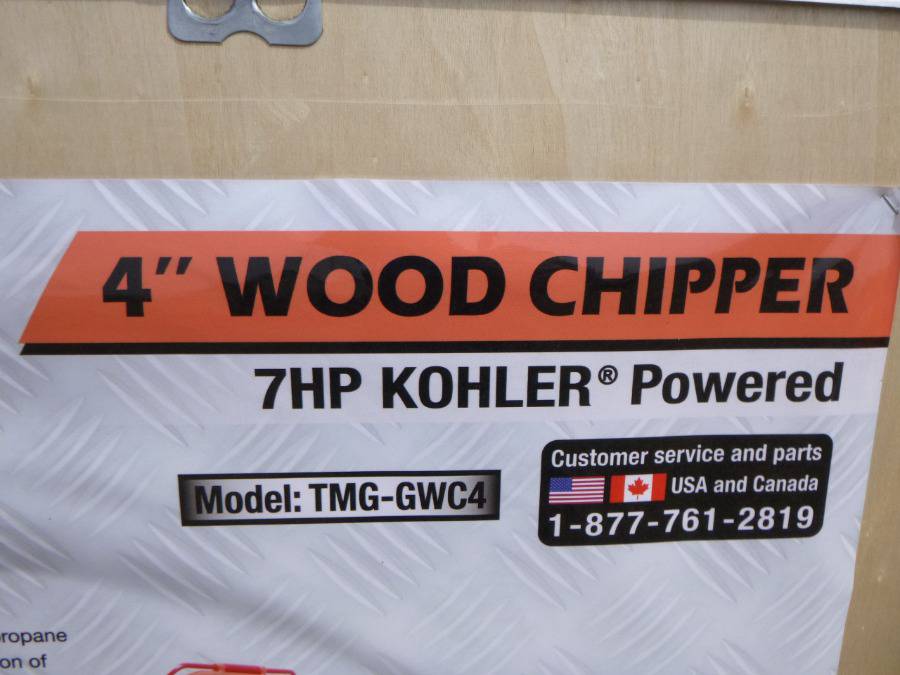 4" WOOD CHIPPER
7HP KOHLER® Powered
Model: TMG-GWC4
Customer service and parts
USA and Canada
1-877-761-2819
ropane
on of